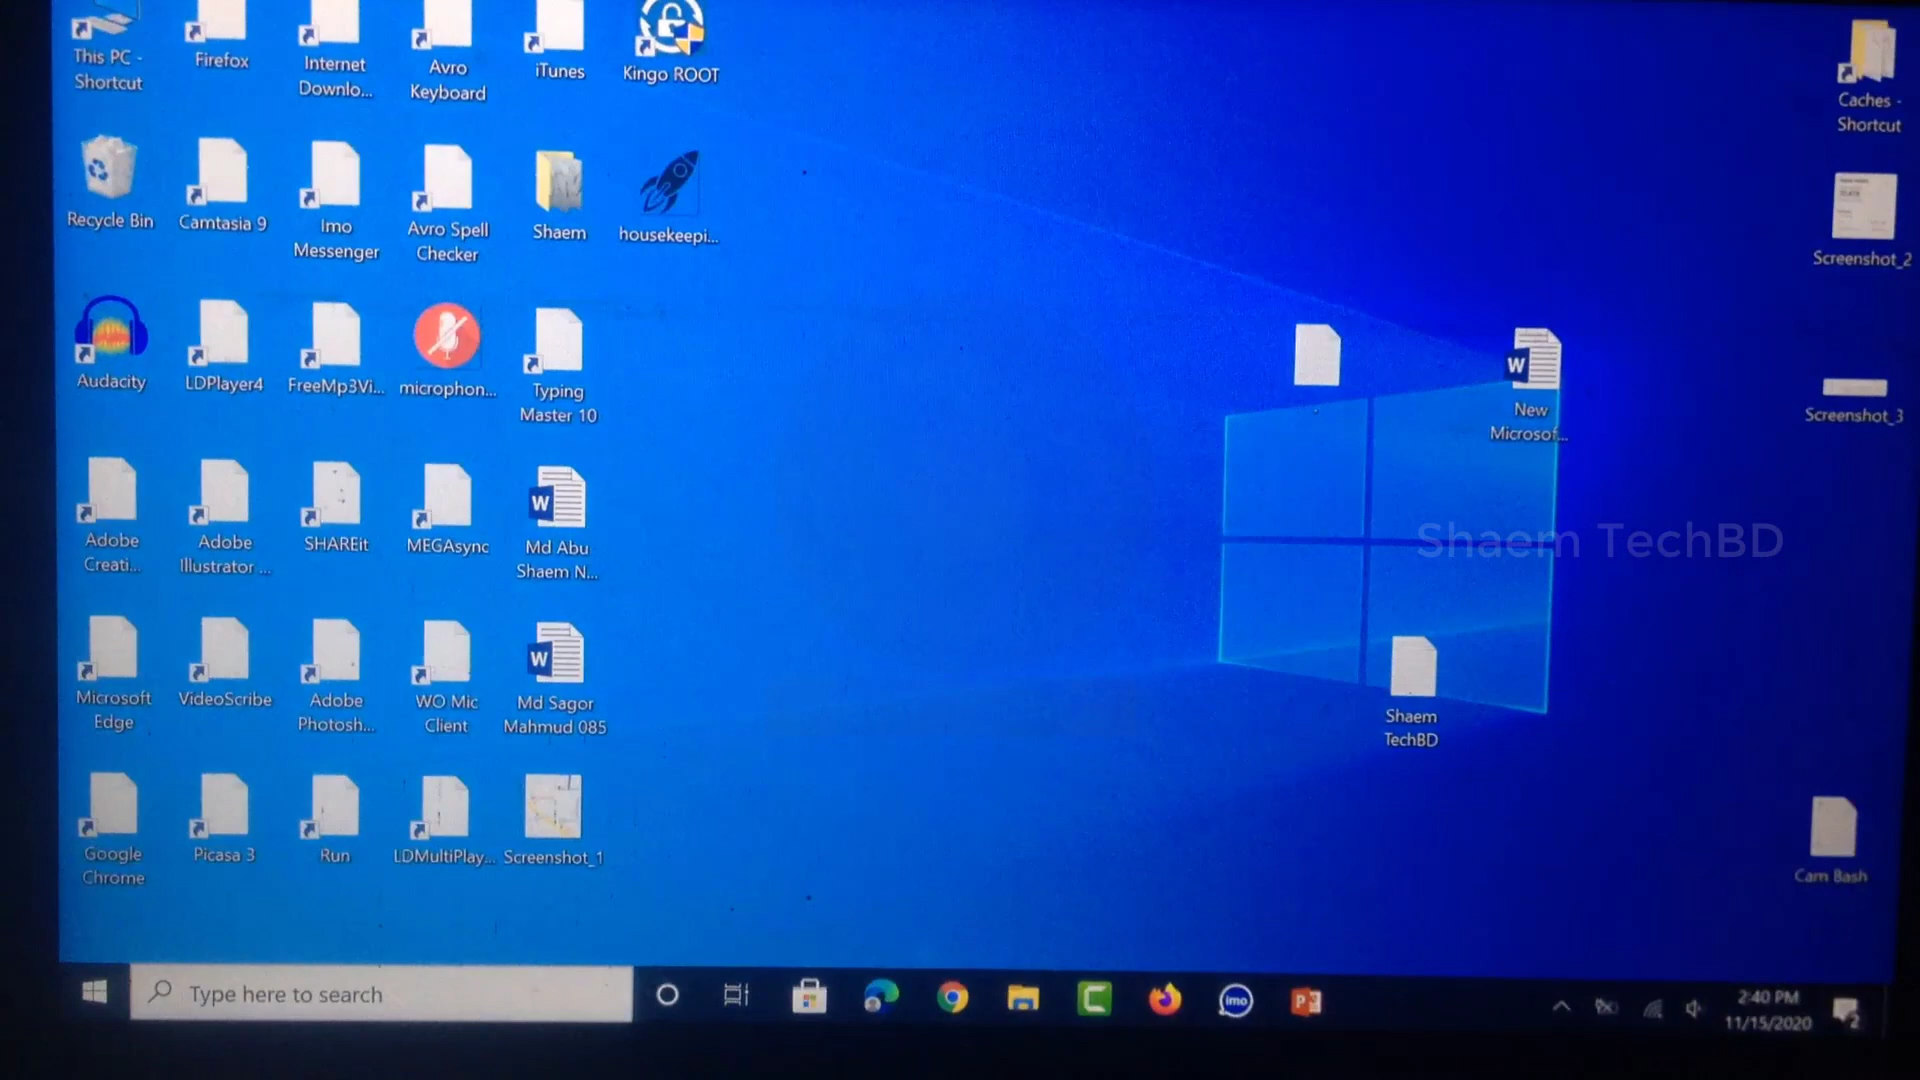 This PC -
Shortcut
Firefox
Internet
Downlo...
Avro
Keyboard
iTunes
Kingo ROOT
Caches -
Shortcut
Recycle Bin
Camtasia 9
Imo
Messenger
Avro Spell
Checker
Shaem
housekeepi...
Screenshot_2
Audacity
LDPlayer4
FreeMp3Vi...
microphon...
Typing
Master 10
W
New
Microsof...
Screenshot_3
Adobe
Creati...
Adobe
Illustrator ...
SHAREit
MEGAsync
W
Md Abu
Shaem N...
Shaem TechBD
Microsoft
Edge
VideoScribe
Adobe
Photosh...
WO Mic
Client
W
Md Sagor
Mahmud 085
Shaem
TechBD
Google
Chrome
Picasa 3
Run
LDMultiPlay...
Screenshot_1
Cam Bash
Type here to search
imo
P
2:40 PM
11/15/2020
2